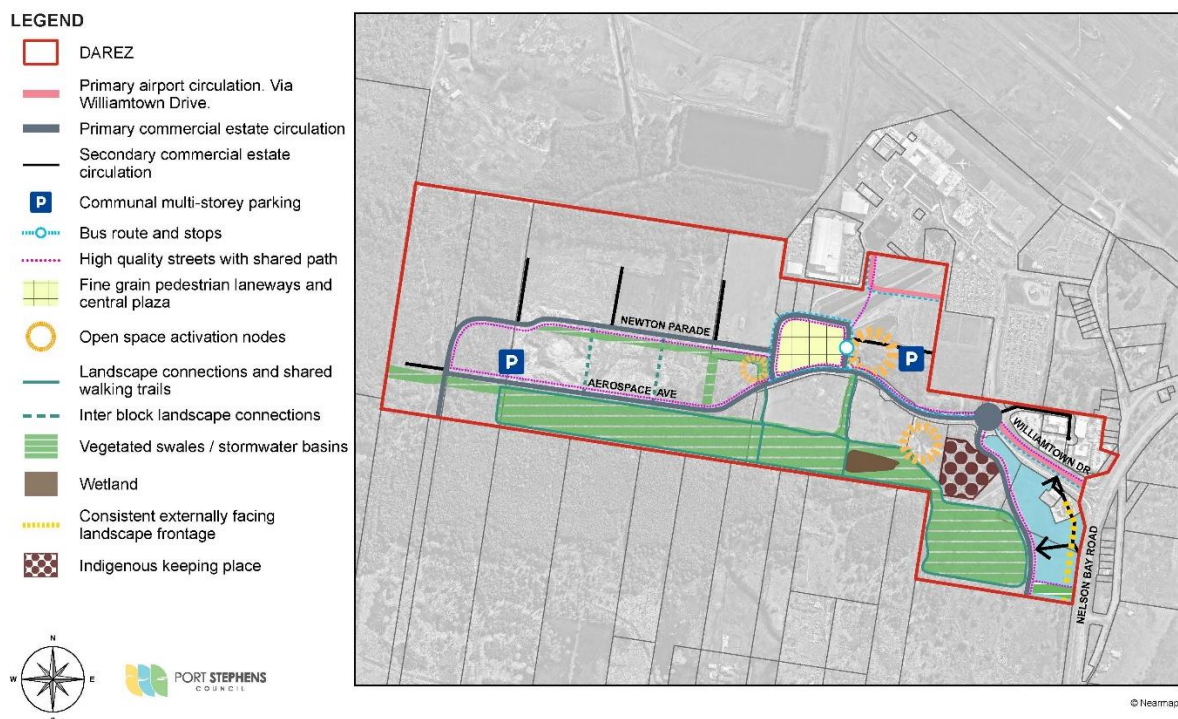 LEGEND
DAREZ
Primary airport circulation. Via
Williamtown Drive.
Primary commercial estate circulation
Secondary commercial estate
circulation
P
Communal multi-storey parking
Bus route and stops
High quality streets with shared path
Fine grain pedestrian laneways and
central plaza
Open space activation nodes
Landscape connections and shared
walking trails
Inter block landscape connections
Vegetated swales / stormwater basins
Wetland
Consistent externally facing
landscape frontage
Indigenous keeping place
N
W
E
S
PORT STEPHENS
COUNCIL
NEWTON PARADE
P
P
AEROSPACE AVE
WILLIAMTOWN DR
NELSON BAY ROAD
© Nearmap